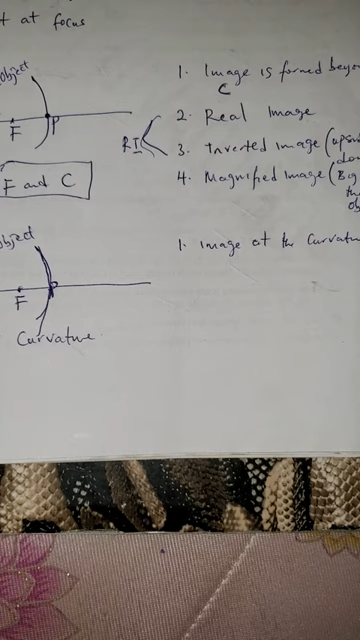 t at focus
object
F
P
F and C
1. Image is formed beyo
C
2. Real Image
RI
3. Inverted Image (upsi
do
4. Magnified Image (Big
tha
ob
object
F
P
Curvature
1. Image at the Curvatu